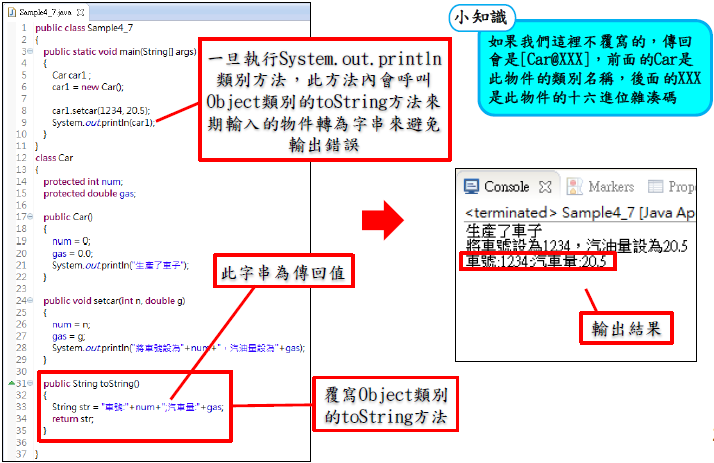 Sample4_7.java
1 public class Sample4_7
2 {
3 public static void main(String[] args)
4 {
5 Car car1 ;
6 car1 = new Car();
7
8 car1.setcar(1234, 20.5);
9 System.out.println(car1);
10 }
11 }
12 class Car
13 {
14 protected int num;
15 protected double gas;
16
17 public Car()
18 {
19 num = 0;
20 gas = 0.0;
21 System.out.println("生產了車子");
22 }
23
24 public void setcar(int n, double g)
25 {
26 num = n;
27 gas = g;
28 System.out.println("將車號設為"+num+"，汽油量設為"+gas);
29 }
30
31 public String toString()
32 {
33 String str = "車號:"+num+";汽車量:"+gas;
34 return str;
35 }
36
37 }
一旦執行System.out.println
類別方法，此方法內會呼叫
Object類別的toString方法來
期輸入的物件轉為字串來避免
輸出錯誤
此字串為傳回值
覆寫Object類別
的toString方法
小知識
如果我們這裡不覆寫的，傳回
會是[Car@XXX]，前面的Car是
此物件的類別名稱，後面的XXX
是此物件的十六進位雜湊碼
Console Markers Prope
<terminated> Sample4_7 [Java Ap
生產了車子
將車號設為1234，汽油量設為20.5
車號:1234;汽車量:20.5
輸出結果